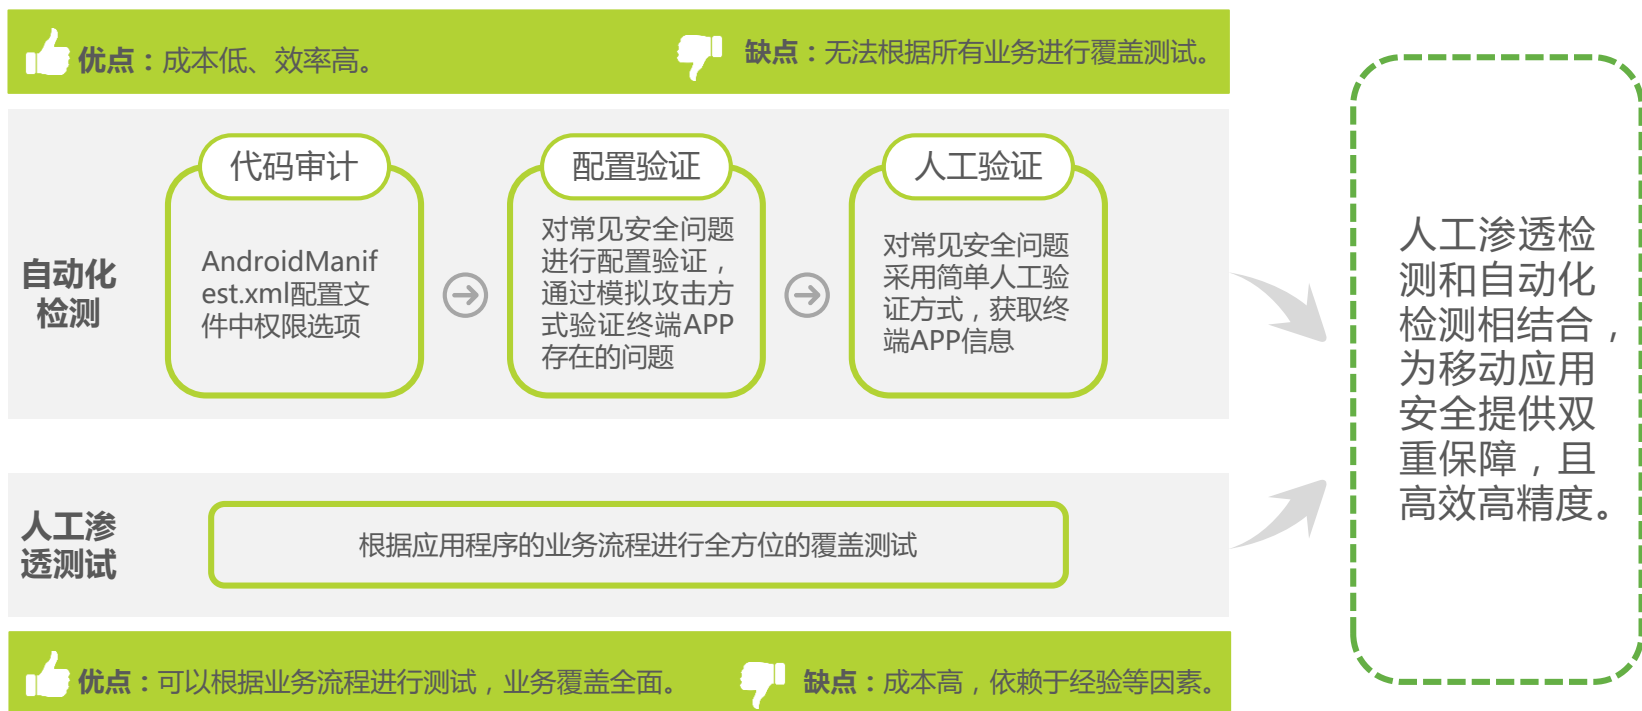 优点：成本低、效率高。
缺点：无法根据所有业务进行覆盖测试。
自动化
检测
代码审计
AndroidManif
est.xml配置文
件中权限选项
配置验证
对常见安全问题
进行配置验证，
通过模拟攻击方
式验证终端APP
存在的问题
人工验证
对常见安全问题
采用简单人工验
证方式，获取终
端APP信息
人工渗
透测试
根据应用程序的业务流程进行全方位的覆盖测试
优点：可以根据业务流程进行测试，业务覆盖全面。
缺点：成本高，依赖于经验等因素。
人工渗透检
测和自动化
检测相结合，
为移动应用
安全提供双
重保障，且
高效高精度。